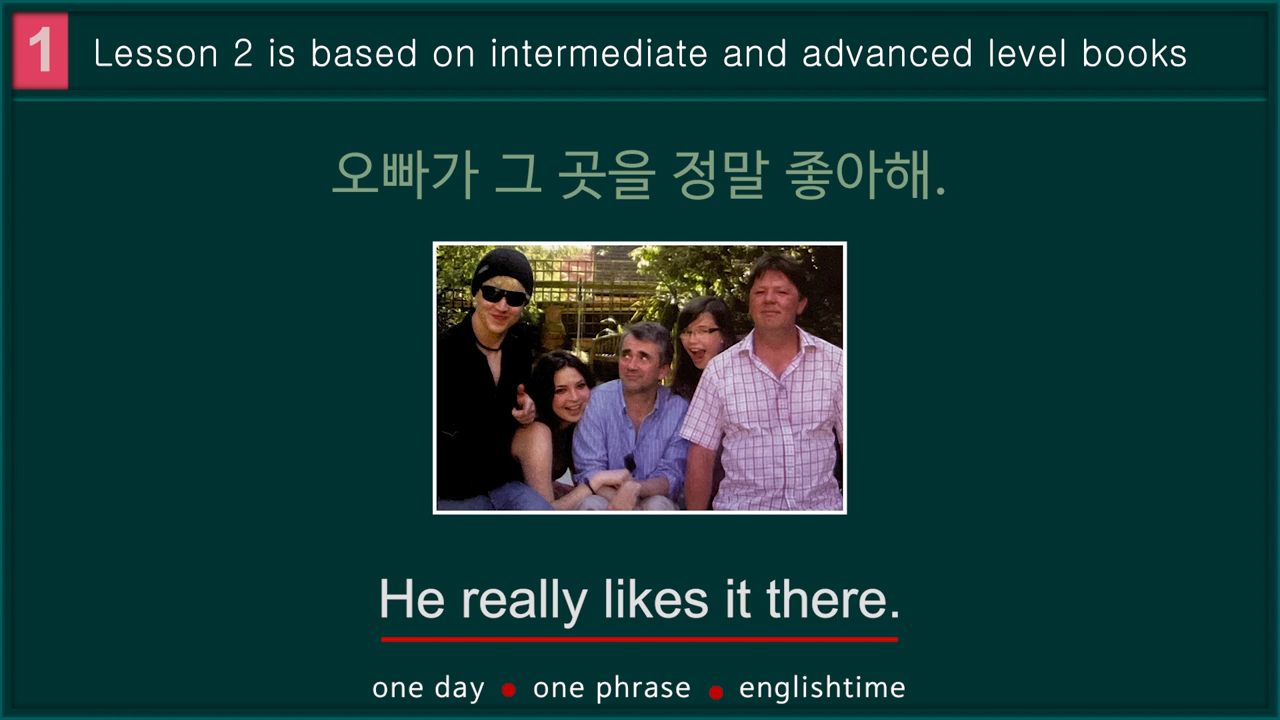 1 Lesson 2 is based on intermediate and advanced level books
오빠가 그 곳을 정말 좋아해.
He really likes it there.
one day • one phrase • englishtime